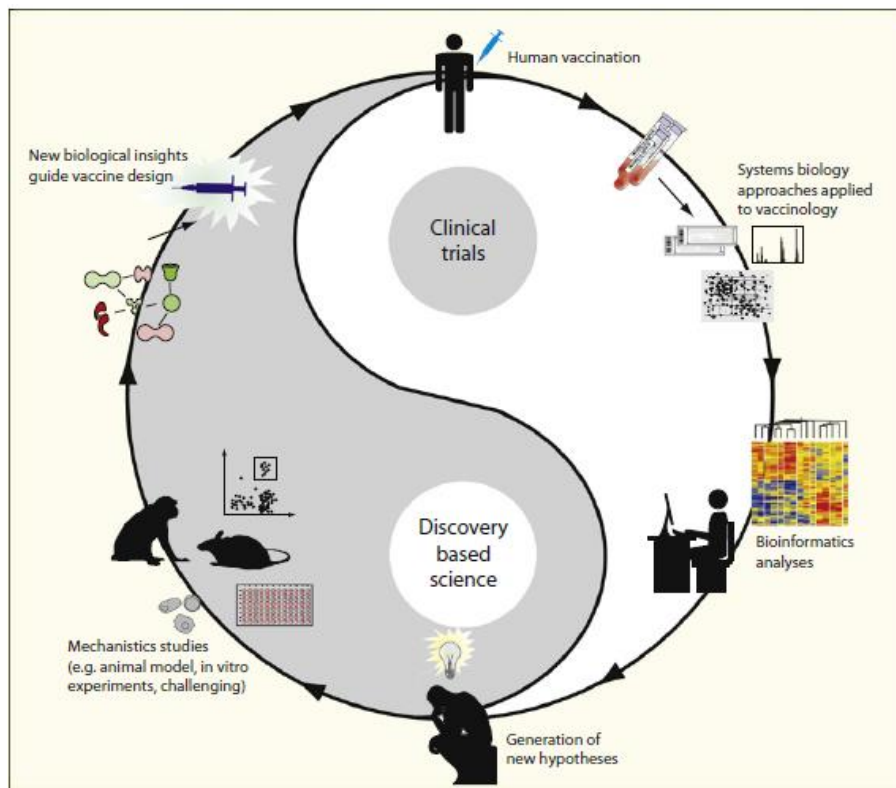 Human vaccination
New biological insights
guide vaccine design
Systems biology
approaches applied
to vaccinology
Clinical
trials
Discovery
based
science
Bioinformatics
analyses
Mechanistics studies
(e.g. animal model, in vitro
experiments, challenging)
Generation of
new hypotheses